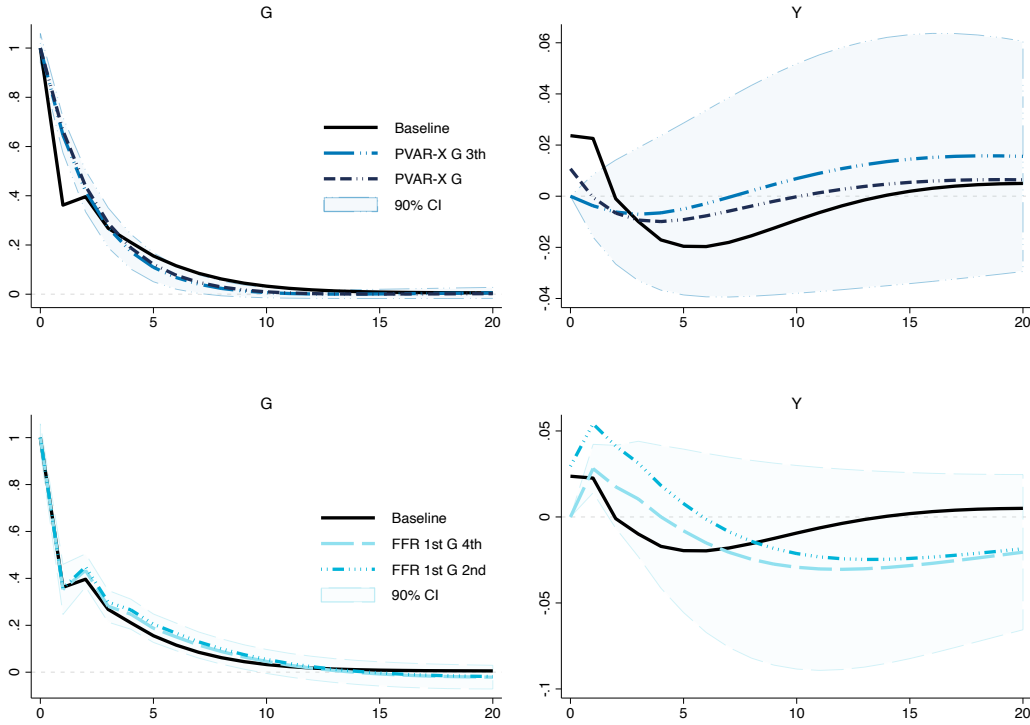 G
1
.8
.6
.4
.2
0
0 5 10 15 20
Baseline
PVAR-X G 3th
PVAR-X G
90% CI
Y
.06
.04
.02
0
-.02
-.04
0 5 10 15 20
G
1
.8
.6
.4
.2
0
0 5 10 15 20
Baseline
FFR 1st G 4th
FFR 1st G 2nd
90% CI
Y
.05
0
-.05
-.1
0 5 10 15 20